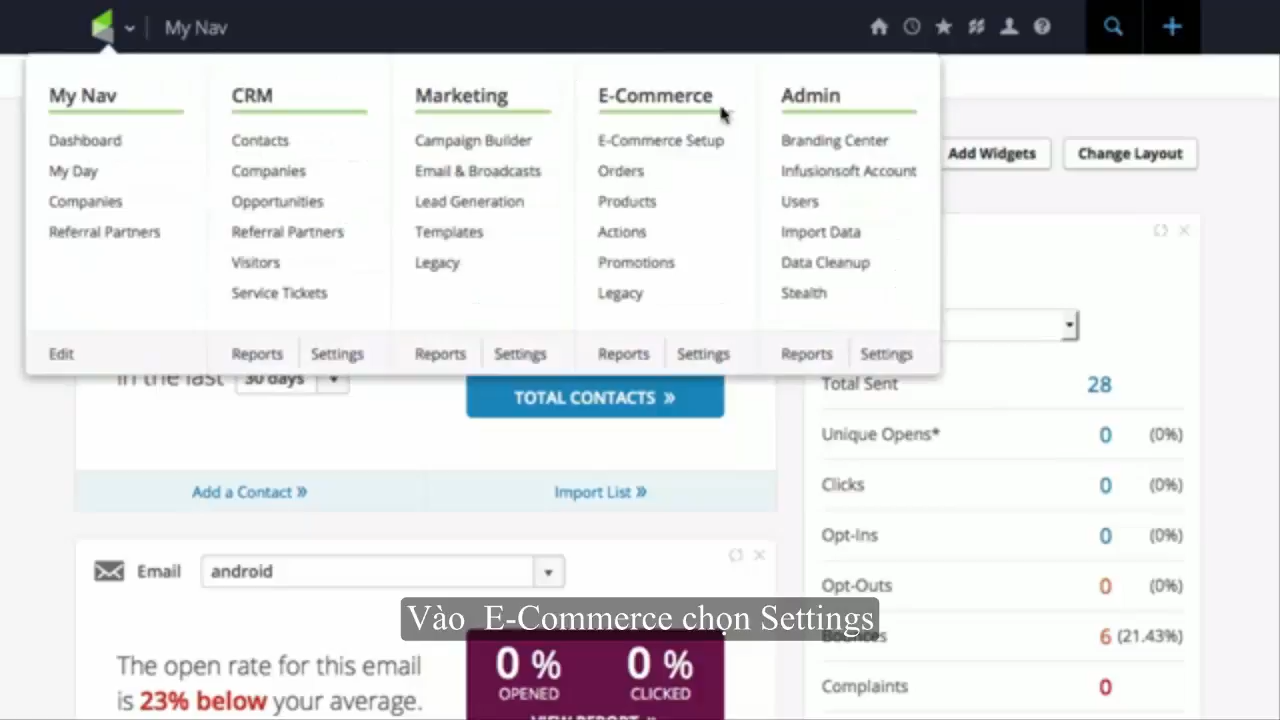 My Nav
My Nav
Dashboard
My Day
Companies
Referral Partners
Edit
CRM
Contacts
Companies
Opportunities
Referral Partners
Visitors
Service Tickets
Reports
Settings
Marketing
Campaign Builder
Email & Broadcasts
Lead Generation
Templates
Legacy
Reports
Settings
E-Commerce
E-Commerce Setup
Orders
Products
Actions
Promotions
Legacy
Reports
Settings
Admin
Branding Center
Infusionsoft Account
Users
Import Data
Data Cleanup
Stealth
Reports
Settings
Add Widgets
Change Layout
in the last 30 days
TOTAL CONTACTS »
Add a Contact »
Import List »
Email android
The open rate for this email
is 23% below your average.
0 %
OPENED
0 %
CLICKED
VIEW REPORT »
Total Sent 28
Unique Opens* 0 (0%)
Clicks 0 (0%)
Opt-Ins 0 (0%)
Opt-Outs 0 (0%)
Bounces 6 (21.43%)
Complaints 0
Vào E-Commerce chọn Settings